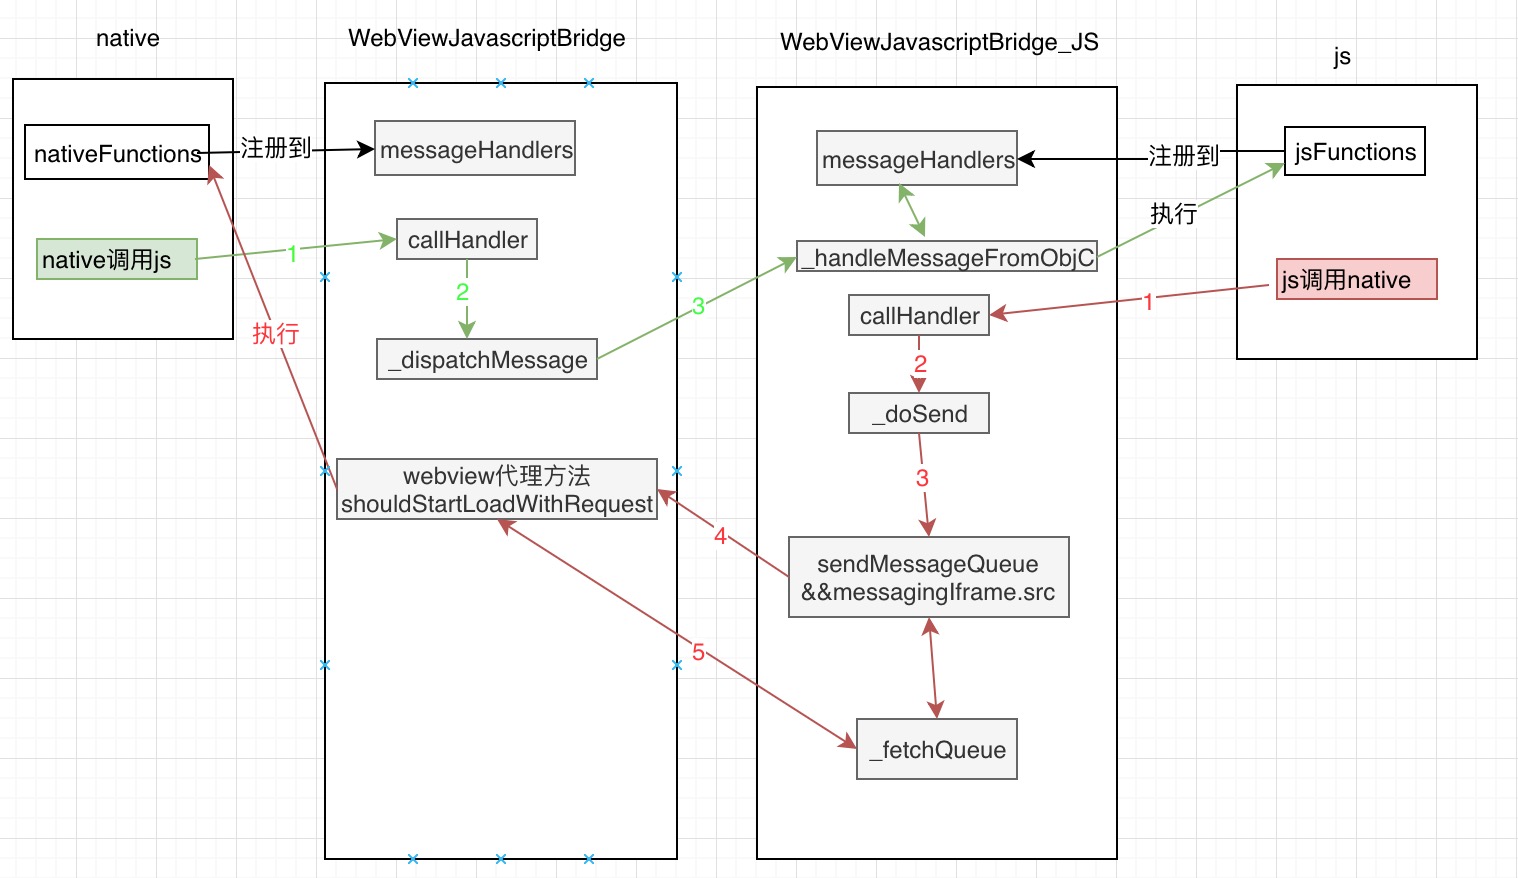 native
WebViewJavascriptBridge
WebViewJavascriptBridge_JS
js
nativeFunctions
注册到
messageHandlers
messageHandlers
注册到
jsFunctions
执行
native调用js
1
callHandler
2
_dispatchMessage
3
_handleMessageFromObjC
js调用native
1
callHandler
2
_doSend
3
执行
webview代理方法
shouldStartLoadWithRequest
4
sendMessageQueue
&&messagingIframe.src
5
_fetchQueue